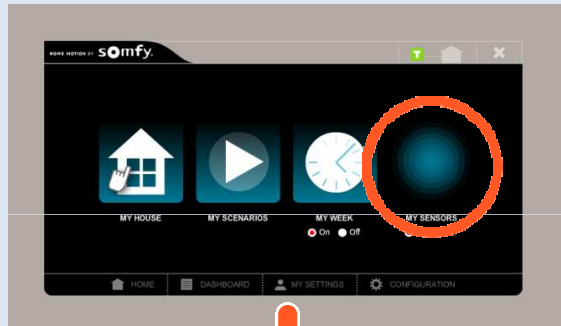 HOME MOTION BY somfy.
T
MY HOUSE MY SCENARIOS MY WEEK MY SENSORS
On Off
HOME DASHBOARD MY SETTINGS CONFIGURATION